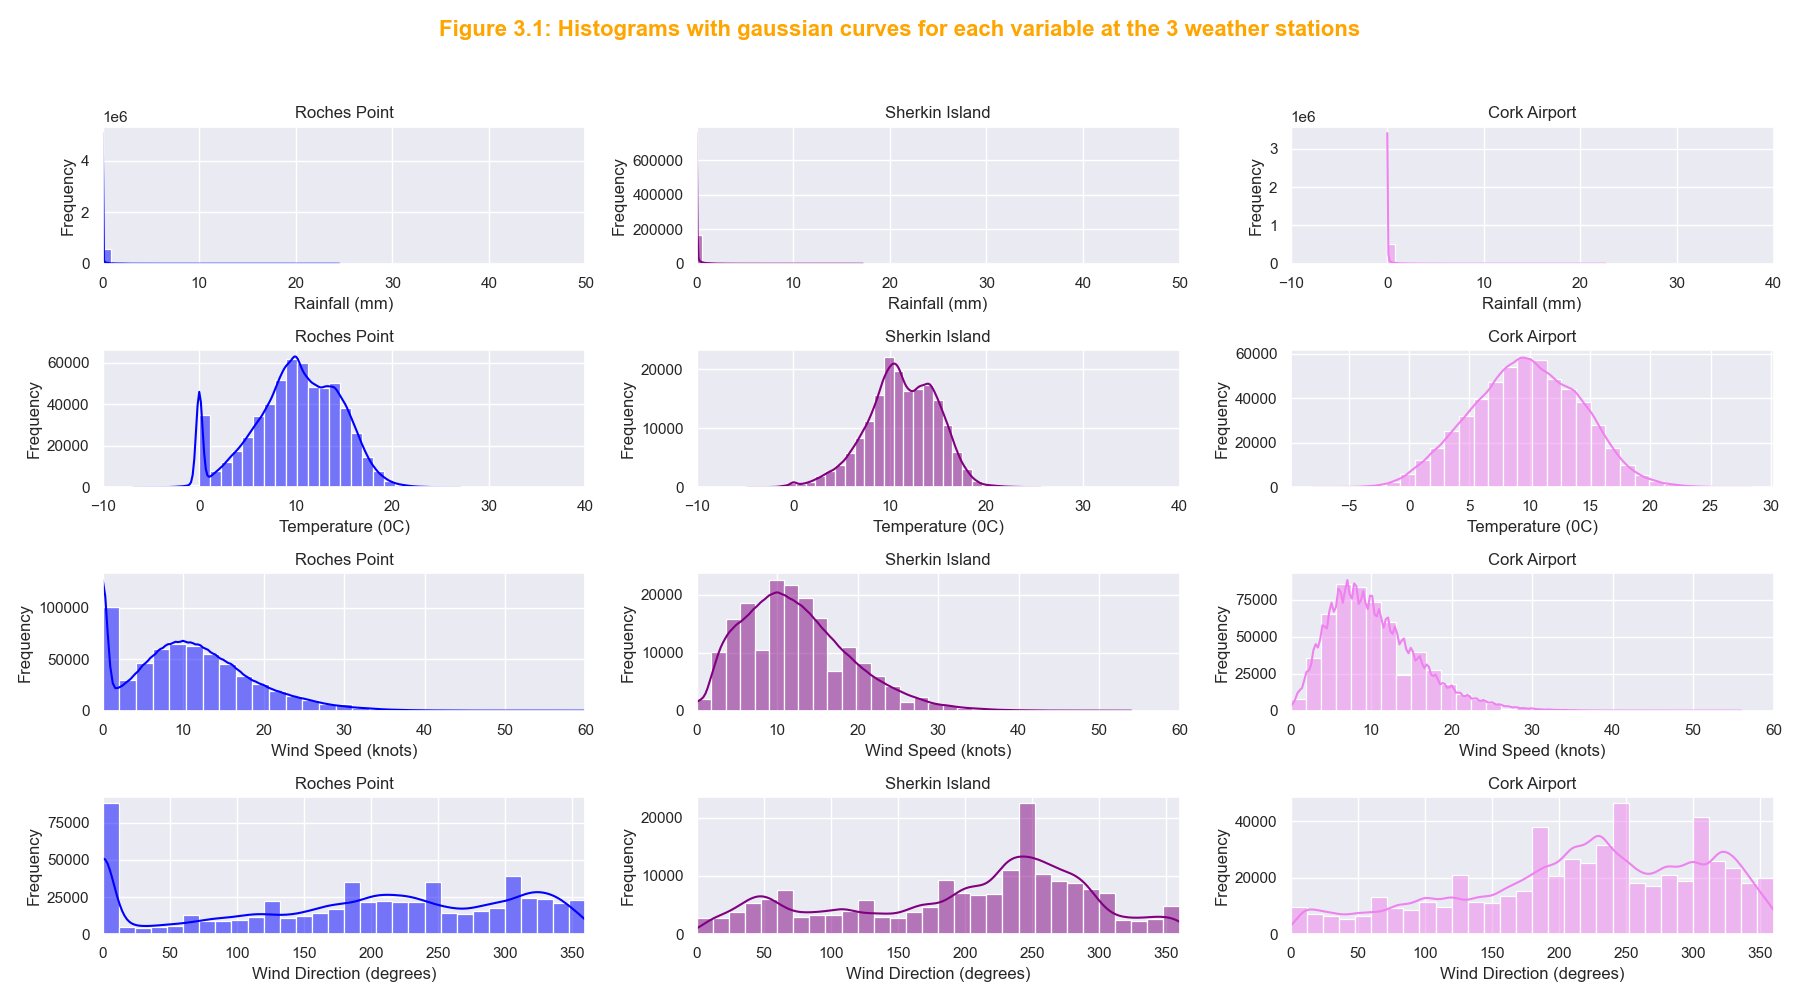 Figure 3.1: Histograms with gaussian curves for each variable at the 3 weather stations
Roches Point
1e6
Frequency
4
2
0
0 10 20 30 40 50
Rainfall (mm)
Sherkin Island
Frequency
600000
400000
200000
0
0 10 20 30 40 50
Rainfall (mm)
Cork Airport
1e6
Frequency
3
2
1
0
−10 0 10 20 30 40
Rainfall (mm)
Roches Point
Frequency
60000
40000
20000
0
−10 0 10 20 30 40
Temperature (0C)
Sherkin Island
Frequency
20000
10000
0
−10 0 10 20 30 40
Temperature (0C)
Cork Airport
Frequency
60000
40000
20000
0
−5 0 5 10 15 20 25 30
Temperature (0C)
Roches Point
Frequency
100000
50000
0
0 10 20 30 40 50 60
Wind Speed (knots)
Sherkin Island
Frequency
20000
10000
0
0 10 20 30 40 50 60
Wind Speed (knots)
Cork Airport
Frequency
75000
50000
25000
0
0 10 20 30 40 50 60
Wind Speed (knots)
Roches Point
Frequency
75000
50000
25000
0
0 50 100 150 200 250 300 350
Wind Direction (degrees)
Sherkin Island
Frequency
20000
10000
0
0 50 100 150 200 250 300 350
Wind Direction (degrees)
Cork Airport
Frequency
40000
20000
0
0 50 100 150 200 250 300 350
Wind Direction (degrees)